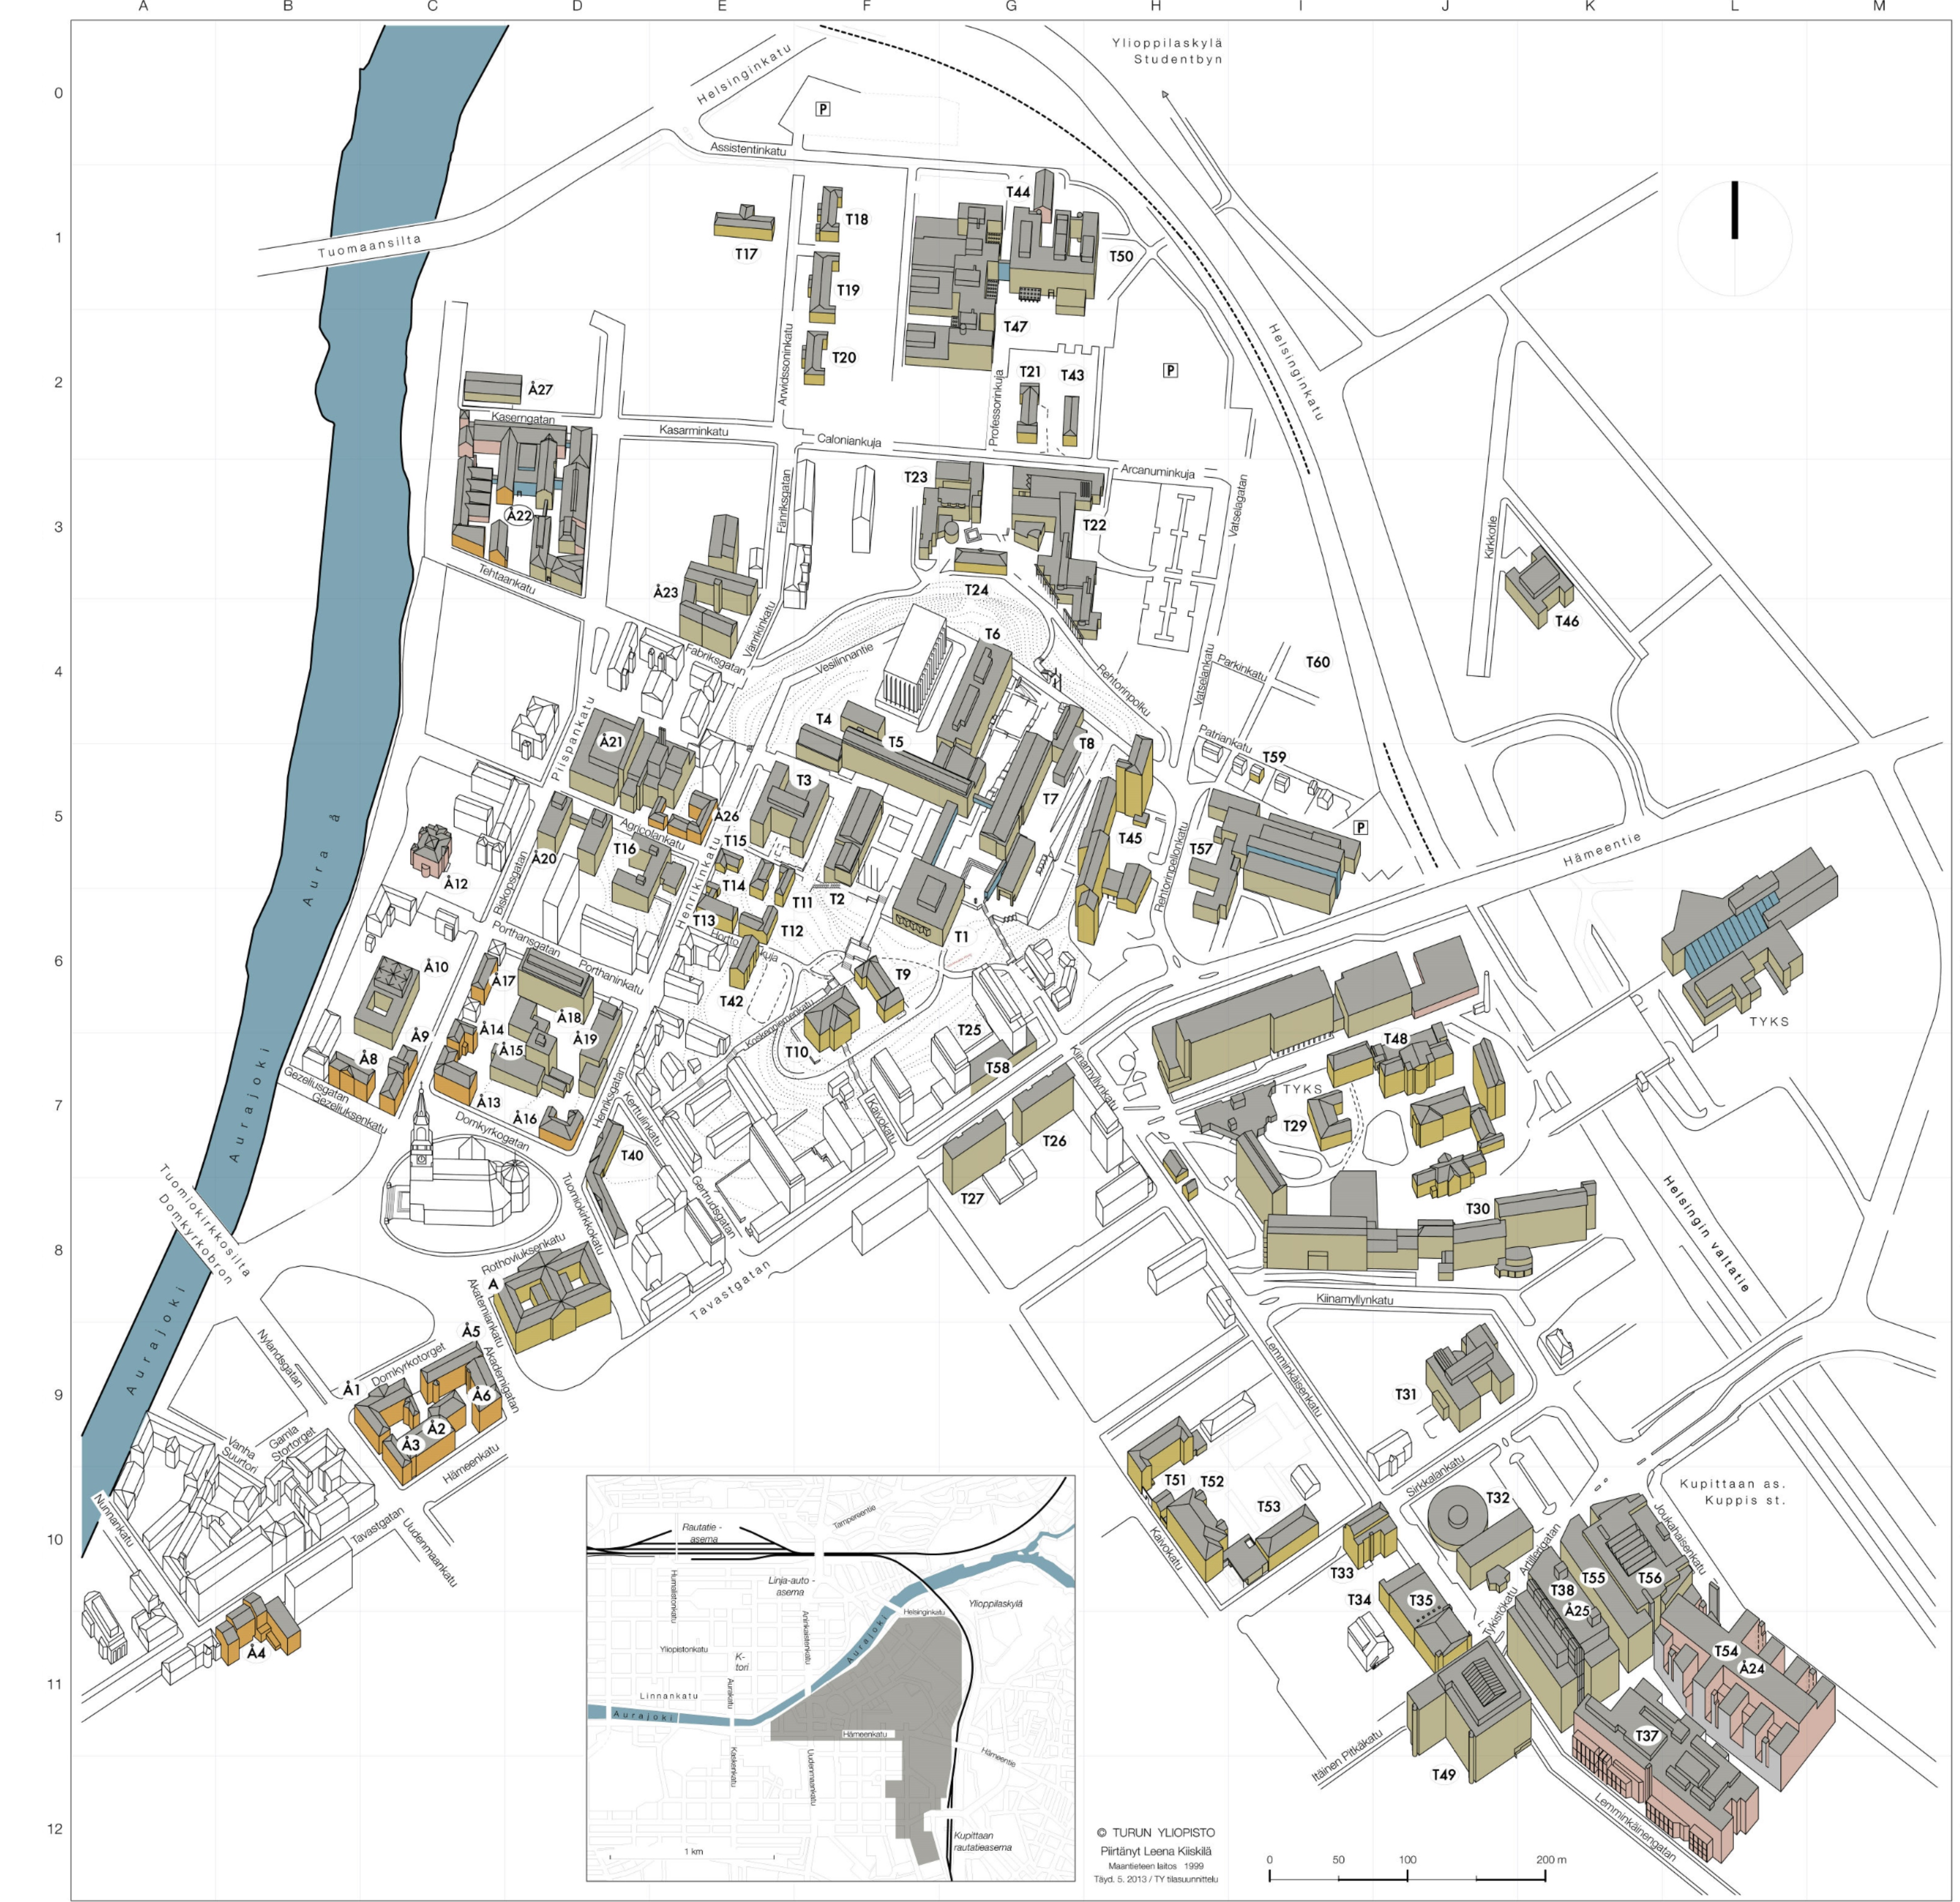 A B C D E F G H I J K L M
0
1
2
3
4
5
6
7
8
9
10
11
12
Helsinginkatu
Ylioppilaskylä
Studentbyn
P
Assistentinkatu
Tuomaansilta
T44
T18
T17
T50
T19
T47
T20
Arwidssoninkatu
Helsinginkatu
T21
T43
P
Professorinkuja
Å27
Kaserngatan
Kasarminkatu
Caloniankuja
Arcanuminkuja
T23
Fänriksgatan
Vatselagatan
Å22
T22
Kirkkotie
Tehtaankatu
Å23
T24
T46
Vänrikinkatu
T6
Fabriksgatan
Vesilinnantie
Rehtorinpolku
Vatselankatu
Parkinkatu
T60
Piispankatu
T4
T5
T8
Å21
Patriankatu
T59
T3
T7
Aura å
Å26
Agricolankatu
T15
T45
P
Hämeentie
T16
Å20
T57
Å12
Biskopsgatan
Henrikinkatu
T14
T11
T2
Rehtorinpellonkatu
T13
T12
T1
Porthansgatan
Porthaninkatu
Å10
Å17
T9
T42
TYKS
Å18
Koskenniemenkatu
T25
Å9
Å14
Å19
T10
T48
Å8
Å15
T58
Kiinamyllynkatu
TYKS
Gezeliusgatan
Gezeliuksenkatu
Å13
Å16
Henriksgatan
Kerttulinkatu
Kaivokatu
T29
Domkyrkogatan
T26
Aurajoki
T40
Tuomiokirkkosilta
Domkyrkobron
Tuomiokirkkokatu
Gertrudsgatan
T27
T30
Helsingin valtatie
Rothoviuksenkatu
A
Akatemiankatu
Tavastgatan
Kiinamyllynkatu
Aurajoki
Nylandsgatan
Å5
Domkyrkotorget
Akademigatan
Lemminkäisenkatu
Å1
Å6
Å2
Å3
T31
Vanha
Suurtori
Gamla
Stortorget
Hämeenkatu
Sirkkalankatu
Kupittaan as.
Kuppis st.
T51
T52
T53
T32
Nunnankatu
Tavastgatan
Uudenmaankatu
Kaivokatu
Artillerigatan
Joukahaisenkatu
T33
T34
T35
T38
Å25
T55
T56
Tykistökatu
Å4
T54
Å24
T37
Itäinen Pitkäkatu
T49
Lemminkäinengatan
Rautatie -
asema
Tampereentie
Linja-auto -
asema
Humalistonkatu
Aninkaistenkatu
Helsinginkatu
Ylioppilaskylä
Yliopistonkatu
K-
tori
Aurakatu
Aurajoki
Linnankatu
Aurajoki
Hämeenkatu
Hämeentie
Kaskenkatu
Uudenmaankatu
Kupittaan
rautatieasema
1 km
© TURUN YLIOPISTO
Piirtänyt Leena Kiiskilä
Maantieteen laitos 1999
Täyd. 5. 2013 / TY tilasuunnittelu
0 50 100 200 m